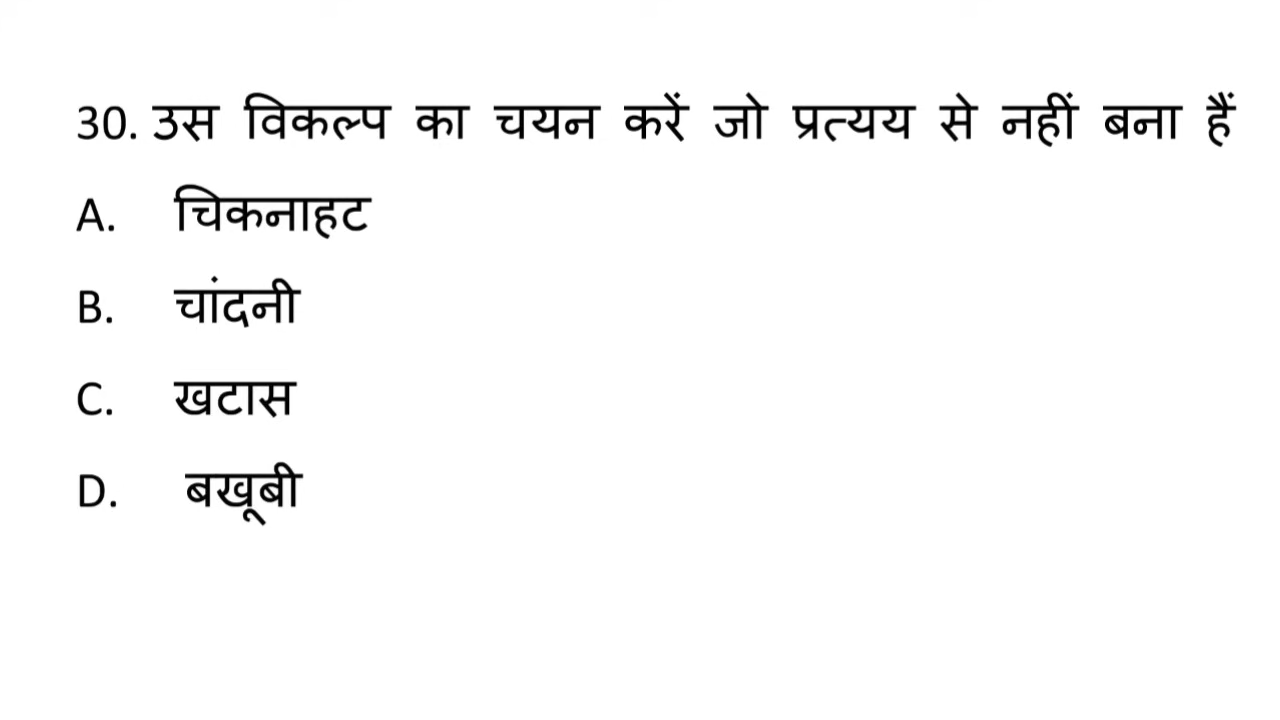 30. उस विकल्प का चयन करें जो प्रत्यय से नहीं बना हैं
A. चिकनाहट
B. चांदनी
C. खटास
D. बखूबी